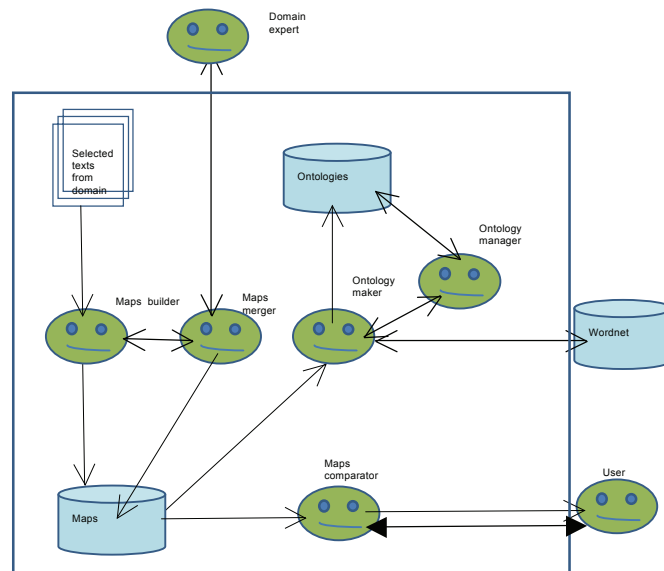 Domain
expert
Selected
texts
from
domain
Ontologies
Ontology
manager
Maps  builder
Maps
merger
Ontology
maker
Wordnet
Maps
comparator
User
Maps